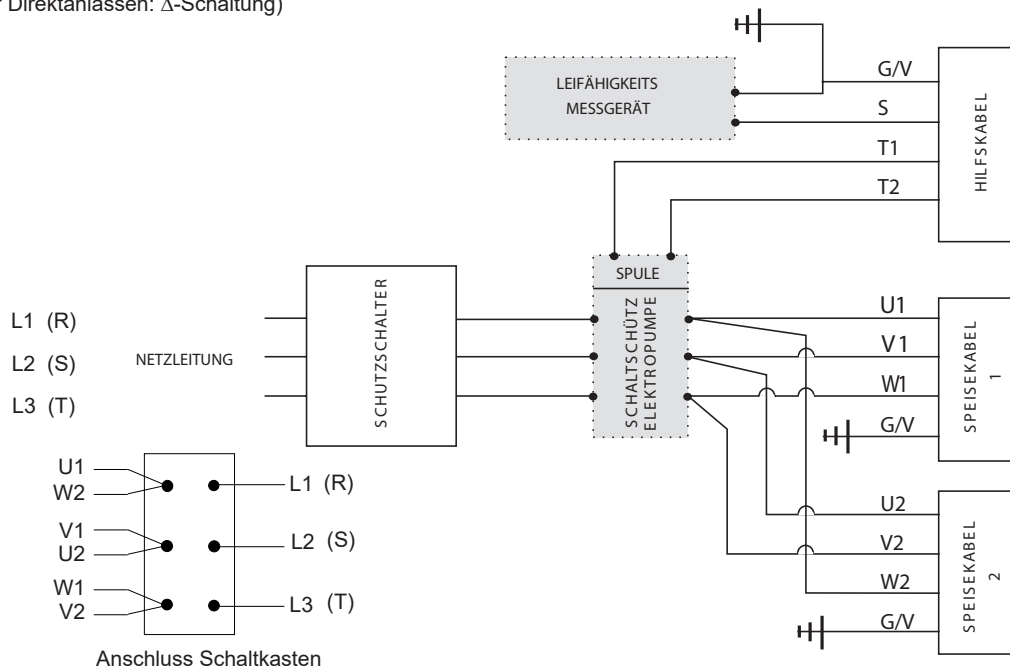 Direktanlassen: Δ-Schaltung)
LEIFÄHIGKEITS
MESSGERÄT
G/V
S
T1
T2
HILFSKABEL
L1 (R)
L2 (S)
L3 (T)
NETZLEITUNG
SCHUTZSCHALTER
SPULE
SCHALTSCHÜTZ
ELEKTROPUMPE
U1
V1
W1
G/V
SPEISEKABEL
1
U2
V2
W2
G/V
SPEISEKABEL
2
U1
W2
V1
U2
W1
V2
L1 (R)
L2 (S)
L3 (T)
Anschluss Schaltkasten